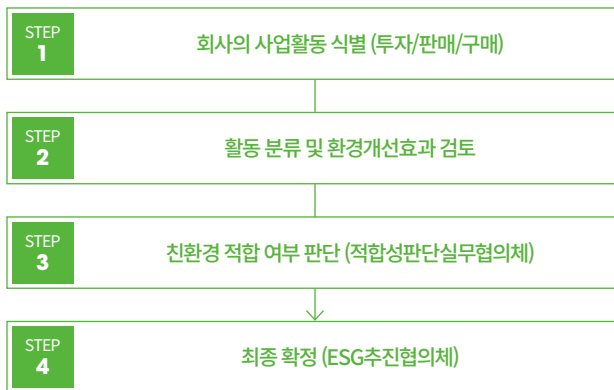 STEP
1
회사의 사업활동 식별 (투자/판매/구매)
STEP
2
활동 분류 및 환경개선효과 검토
STEP
3
친환경 적합 여부 판단 (적합성판단실무협의체)
STEP
4
최종 확정 (ESG추진협의체)